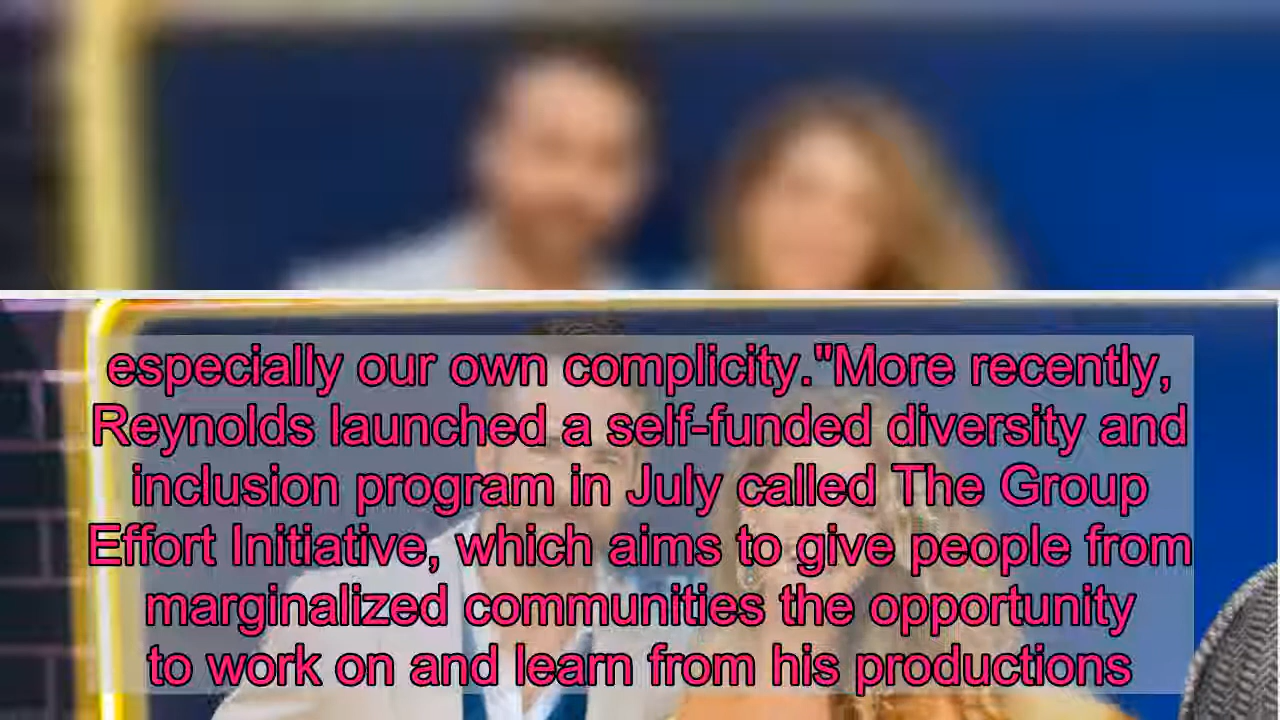 especially our own complicity."More recently,
Reynolds launched a self-funded diversity and
inclusion program in July called The Group
Effort Initiative, which aims to give people from
marginalized communities the opportunity
to work on and learn from his productions